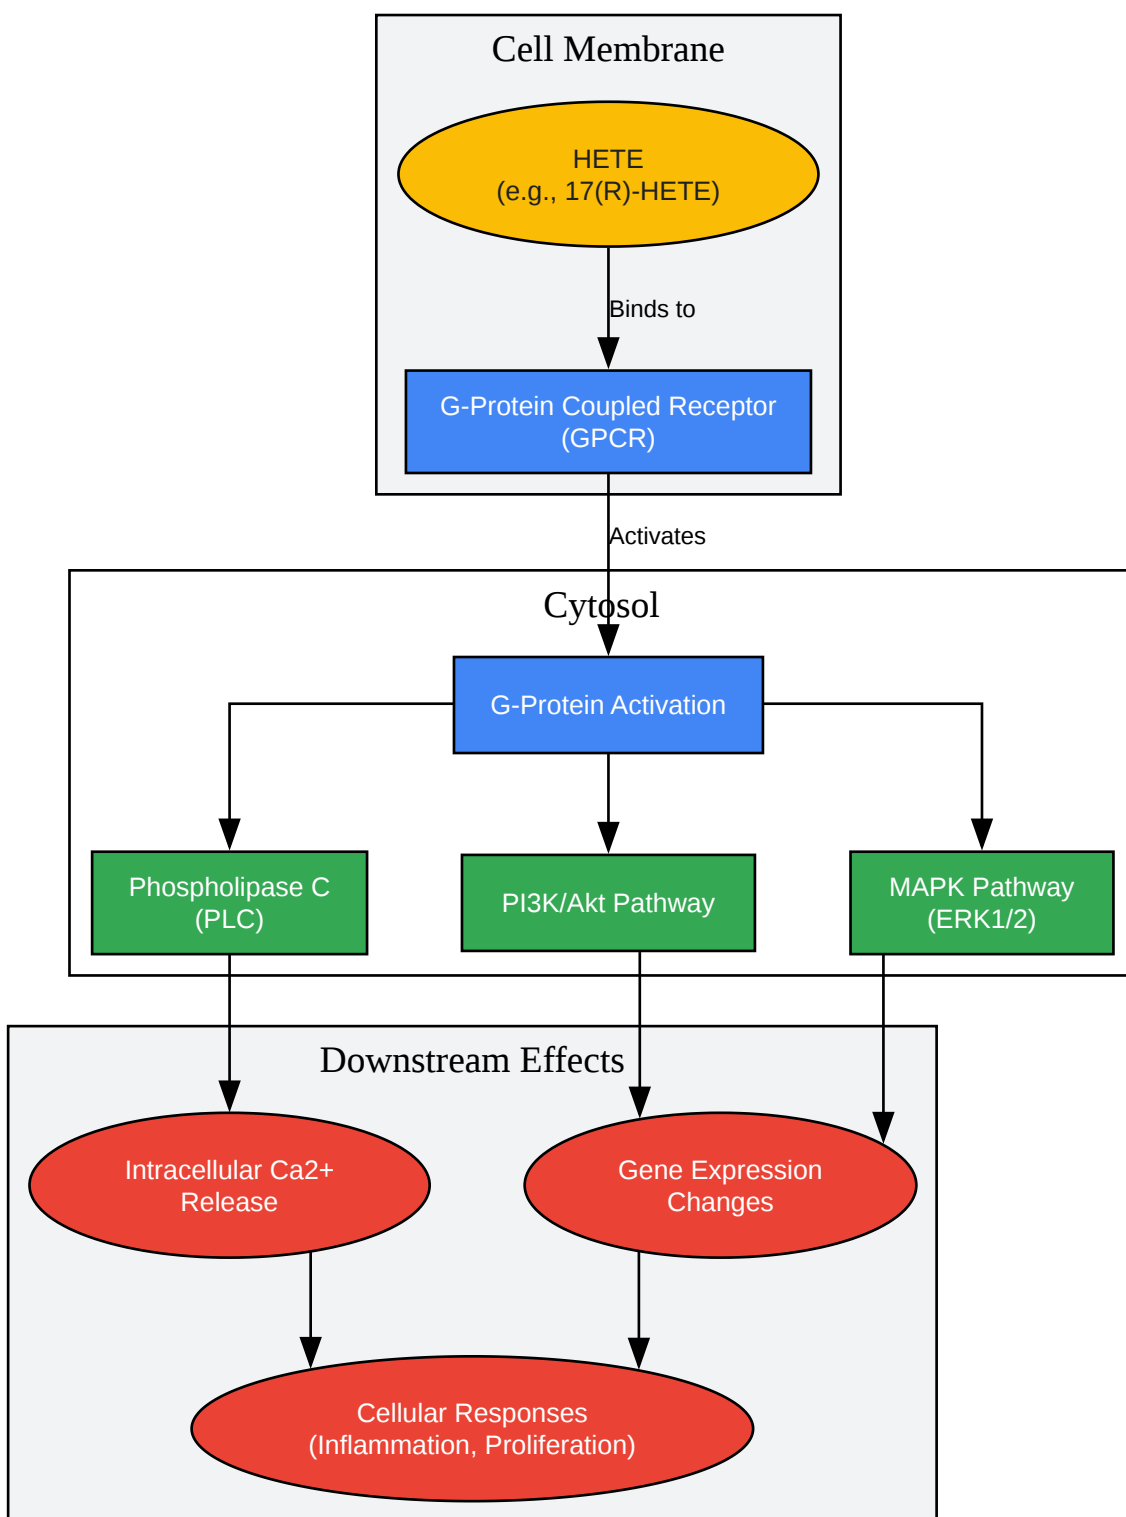 Cell Membrane
HETE
(e.g., 17(R)-HETE)
Binds to
G-Protein Coupled Receptor
(GPCR)
Activates
Cytosol
G-Protein Activation
Phospholipase C
(PLC)
PI3K/Akt Pathway
MAPK Pathway
(ERK1/2)
Downstream Effects
Intracellular Ca2+
Release
Gene Expression
Changes
Cellular Responses
(Inflammation, Proliferation)